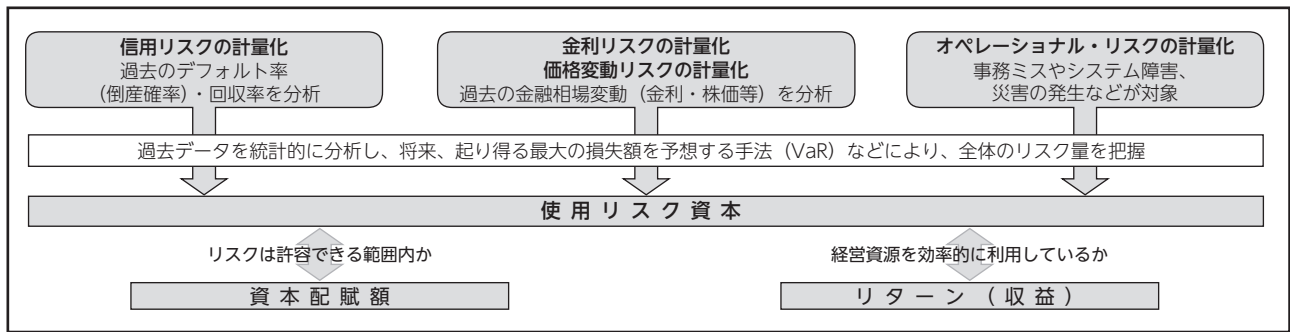 信用リスクの計量化
過去のデフォルト率
（倒産確率）・回収率を分析
金利リスクの計量化
価格変動リスクの計量化
過去の金融相場変動（金利・株価等）を分析
オペレーショナル・リスクの計量化
事務ミスやシステム障害、
災害の発生などが対象
過去データを統計的に分析し、将来、起り得る最大の損失額を予想する手法（VaR）などにより、全体のリスク量を把握
使用リスク資本
リスクは許容できる範囲内か
経営資源を効率的に利用しているか
資本配賦額
リターン（収益）